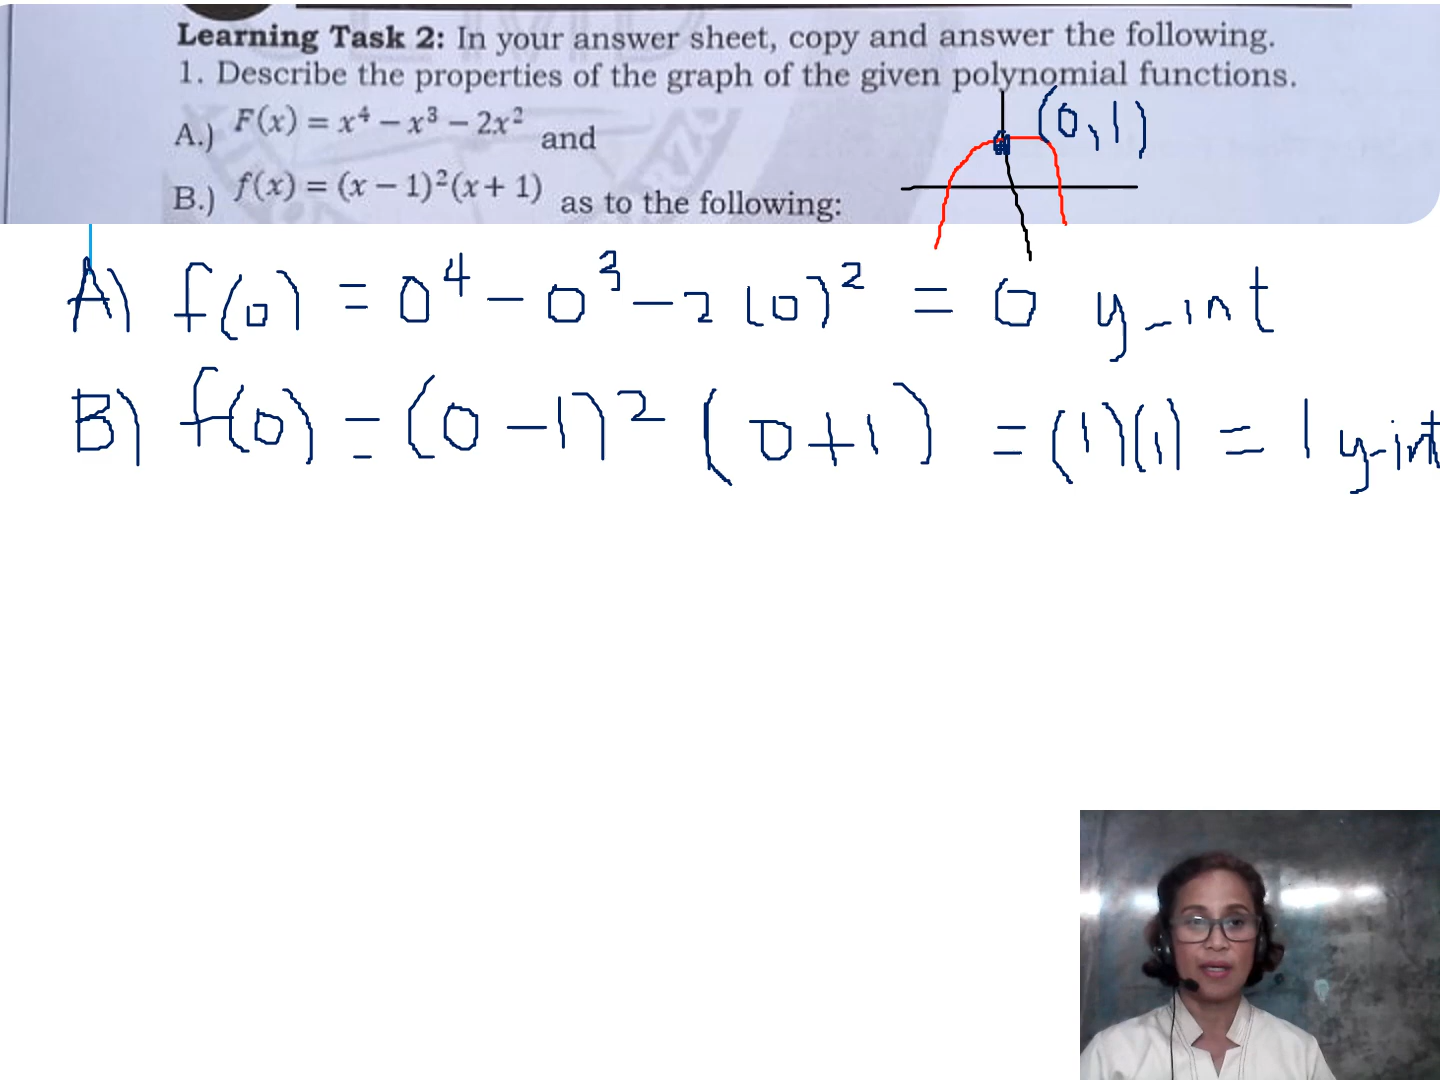 Learning Task 2: In your answer sheet, copy and answer the following.
1. Describe the properties of the graph of the given polynomial functions.
A.) F(x) = x⁴ − x³ − 2x² and
(0,1)
B.) f(x) = (x − 1)²(x + 1) as to the following:
A) f(0) = 0⁴ − 0³ − 2(0)² = 0 y-int
B) f(0) = (0 − 1)² (0+1) = (1)(1) = 1 y-int